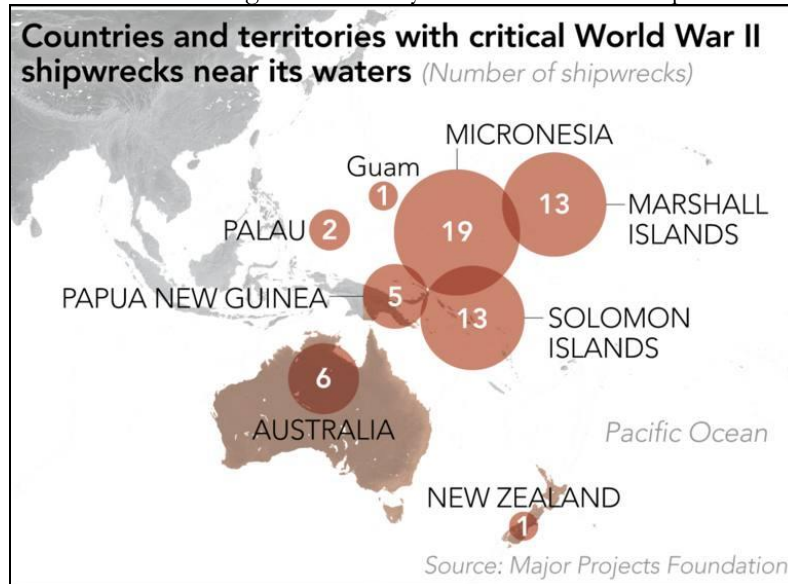 Countries and territories with critical World War II
shipwrecks near its waters (Number of shipwrecks)
MICRONESIA
Guam
1
13
MARSHALL
ISLANDS
PALAU
2
19
PAPUA NEW GUINEA
5
13
SOLOMON
ISLANDS
6
AUSTRALIA
Pacific Ocean
NEW ZEALAND
1
Source: Major Projects Foundation